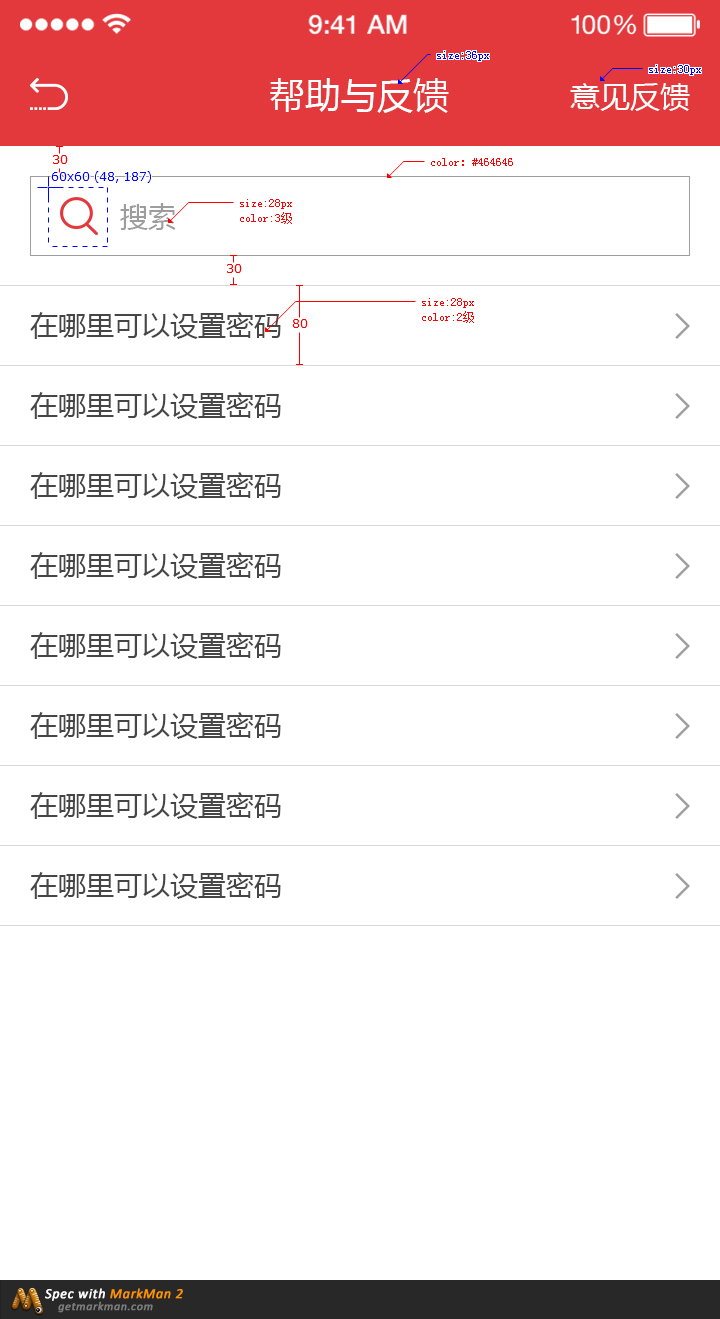 9:41 AM 100%
size:36px
size:30px
帮助与反馈 意见反馈
30
color: #464646
60x60 (48, 187)
搜索
size:28px
color:3级
30
size:28px
color:2级
在哪里可以设置密码
80
在哪里可以设置密码
在哪里可以设置密码
在哪里可以设置密码
在哪里可以设置密码
在哪里可以设置密码
在哪里可以设置密码
在哪里可以设置密码
Spec with MarkMan 2
getmarkman.com